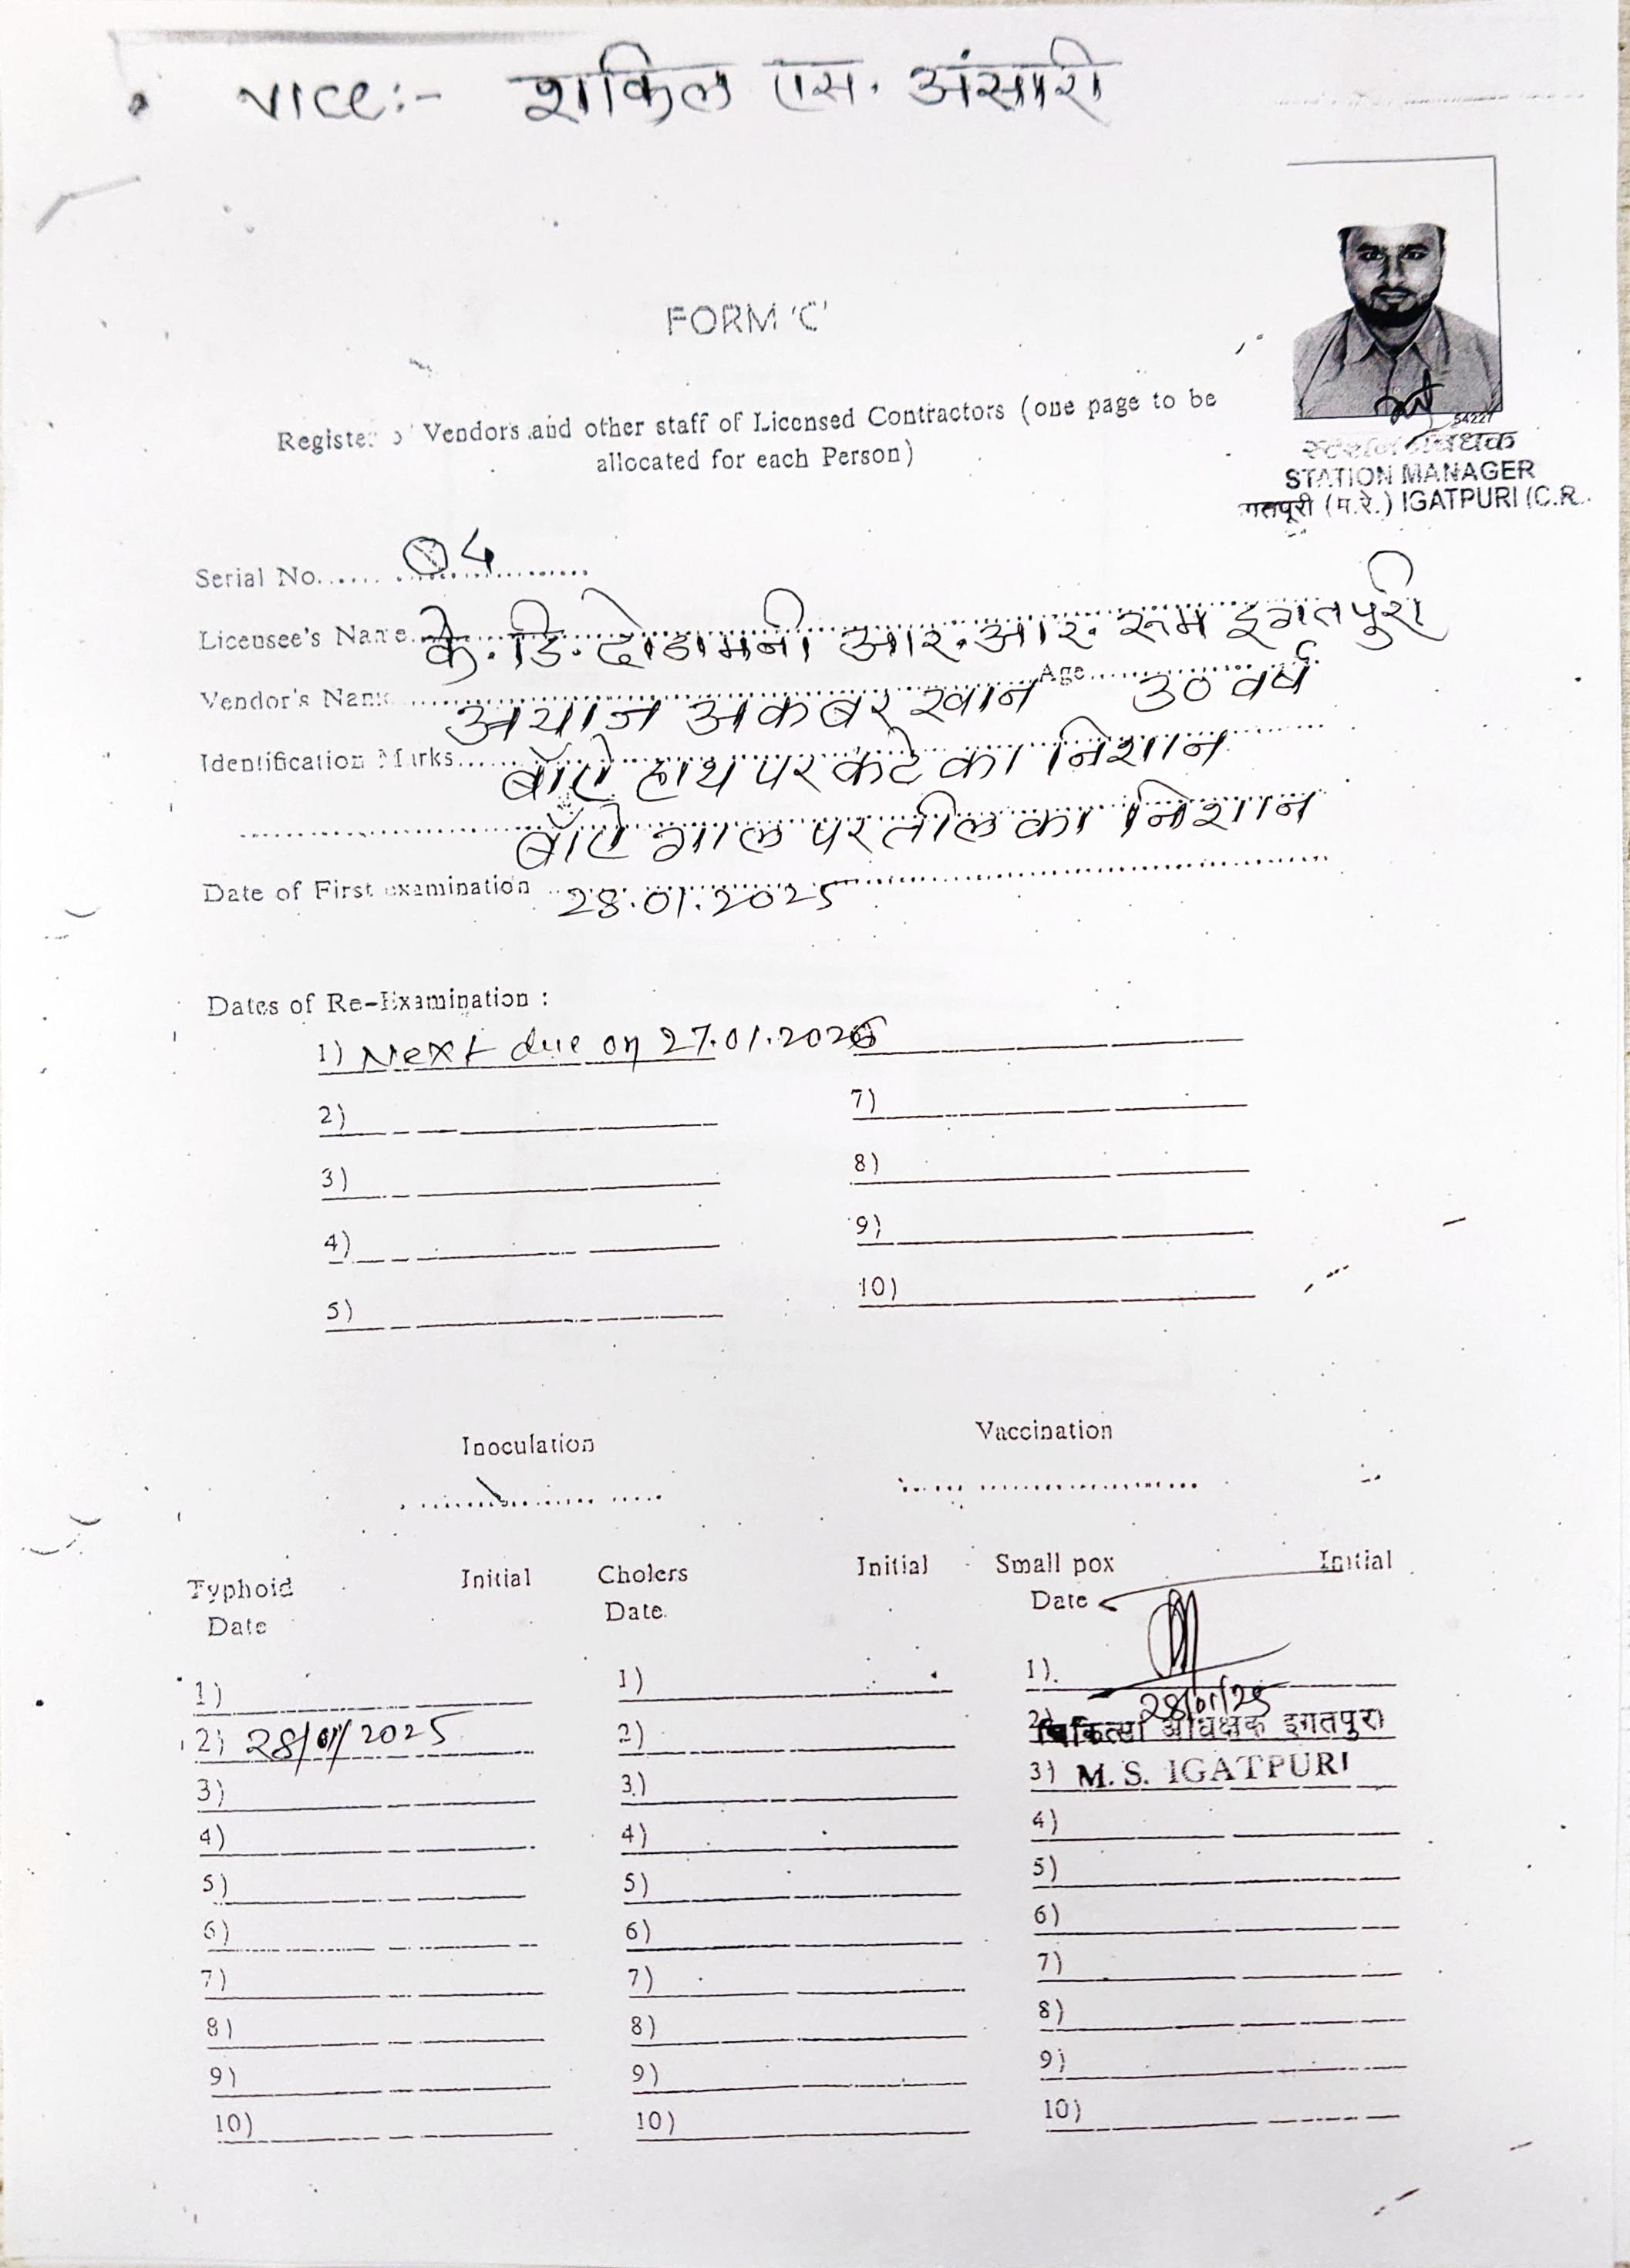 vice:- शकिल एस. अंसारी
FORM 'C'
Register of Vendors and other staff of Licensed Contractors (one page to be
allocated for each Person)
54227
STATION MANAGER
गतपूरी (म.रे.) IGATPURI (C.R.
Serial No. 04
Licensee's Name के. डि. दोडामनी आर. आर. रूम इगतपुरी
Vendor's Name अयाज अकबर खान Age 30 वर्ष
Identification Marks बाँए हाथ पर कटे का निशान
बाँए गाल पर तील का निशान
Date of First examination 28.01.2025
Dates of Re-Examination :
1) Next due on 27.01.2026
2) 7)
3) 8)
4) 9)
5) 10)
Inoculation Vaccination
Typhoid Initial Cholers Initial Small pox Initial
Date Date. Date
1) 1) 1).
28/01/25
2) 28/01/2025 2) 2) चिकित्सा अधिक्षक इगतपुरी
3) 3) 3) M. S. IGATPURI
4) 4) 4)
5) 5) 5)
6) 6) 6)
7) 7) 7)
8) 8) 8)
9) 9) 9)
10) 10) 10)